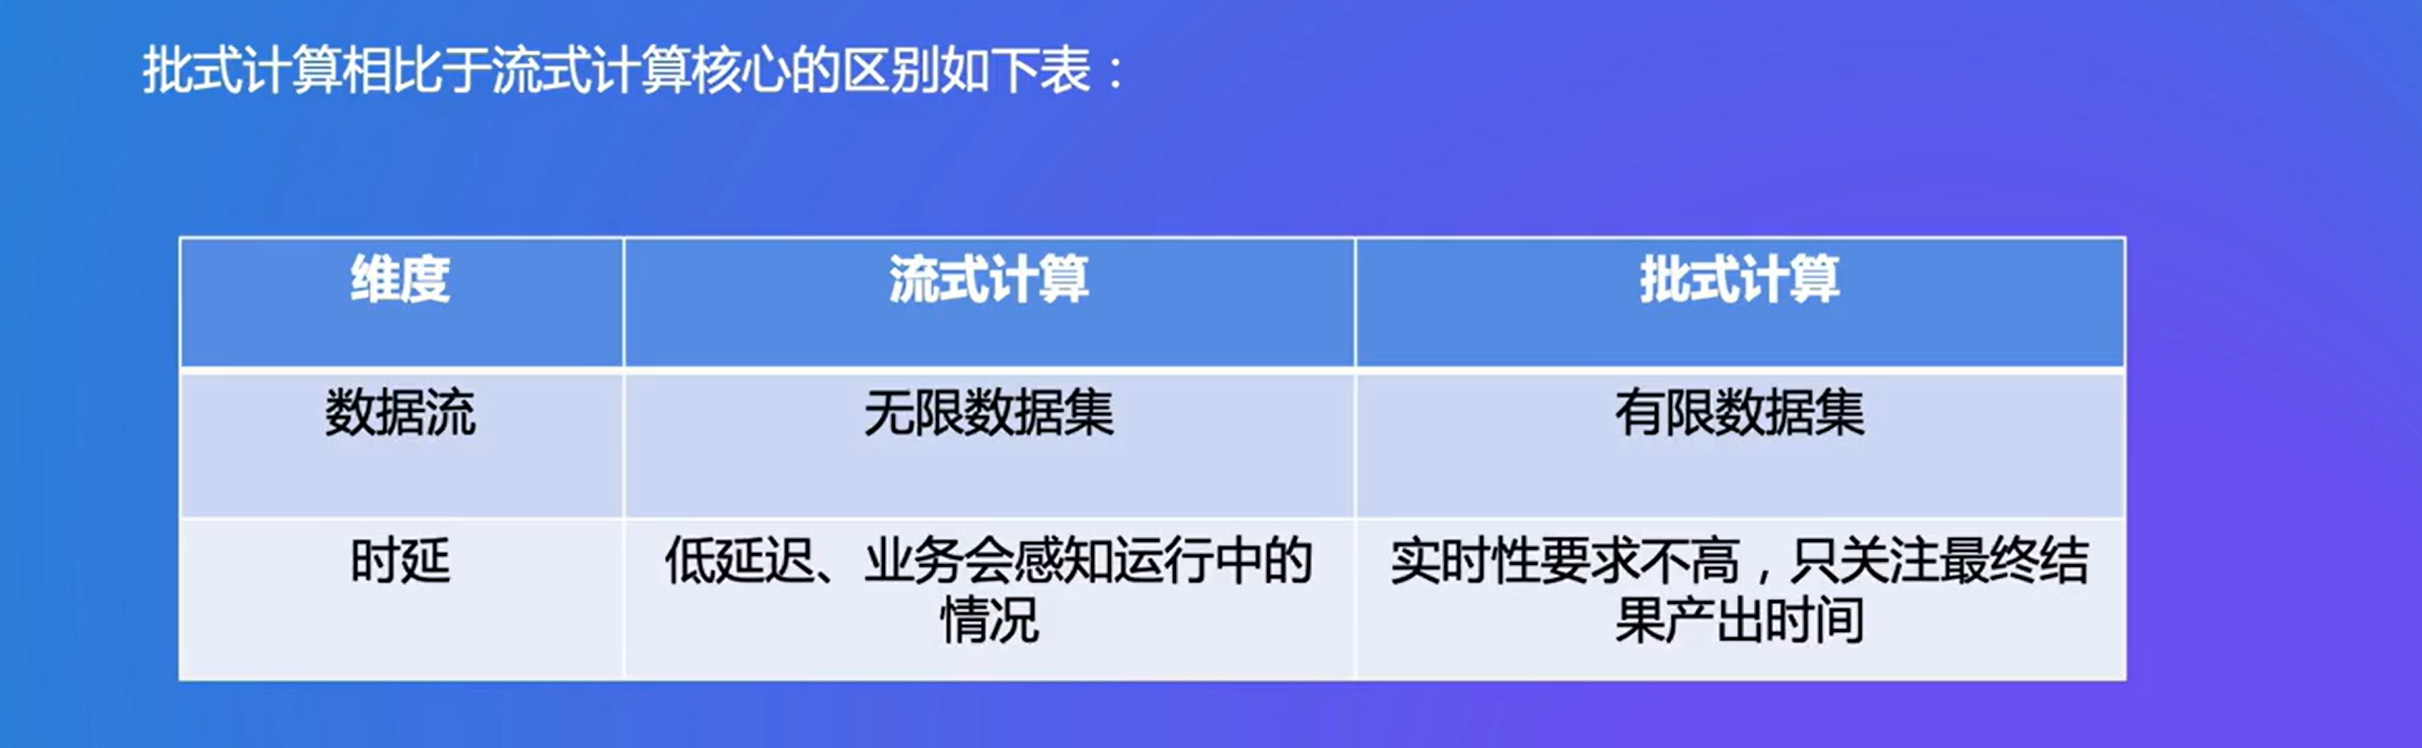 批式计算相比于流式计算核心的区别如下表：
维度 流式计算 批式计算
数据流 无限数据集 有限数据集
时延 低延迟、业务会感知运行中的 实时性要求不高，只关注最终结
情况 果产出时间